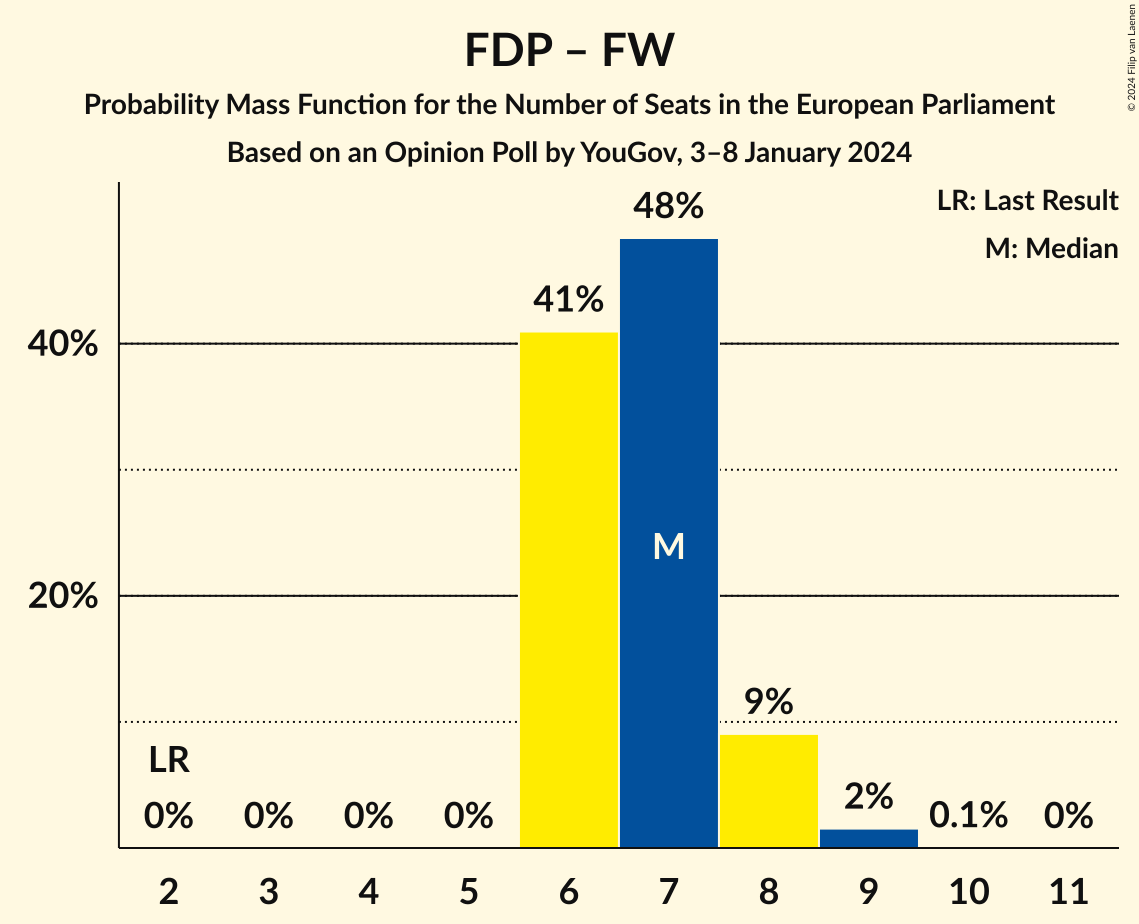 FDP – FW
Probability Mass Function for the Number of Seats in the European Parliament
Based on an Opinion Poll by YouGov, 3–8 January 2024
© 2024 Filip van Laenen
LR: Last Result
M: Median
48%
41%
40%
M
20%
9%
LR
2%
0% 0% 0% 0% 0.1% 0%
2 3 4 5 6 7 8 9 10 11